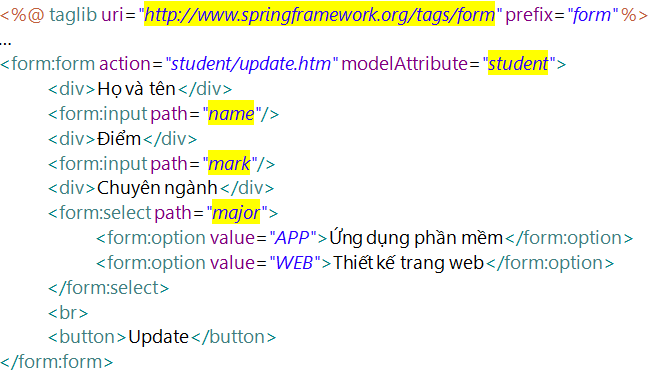 <%@ taglib uri="http://www.springframework.org/tags/form" prefix="form" %>
...
<form:form action="student/update.htm" modelAttribute="student">
<div>Họ và tên</div>
<form:input path="name"/>
<div>Điểm</div>
<form:input path="mark"/>
<div>Chuyên ngành</div>
<form:select path="major">
<form:option value="APP">Ứng dụng phần mềm</form:option>
<form:option value="WEB">Thiết kế trang web</form:option>
</form:select>
<br>
<button>Update</button>
</form:form>